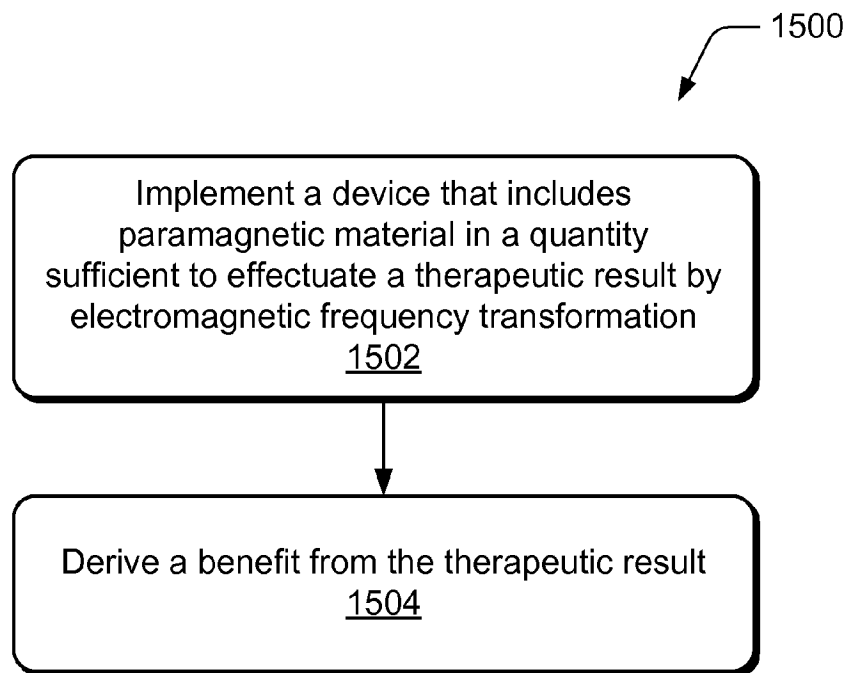 1500
Implement a device that includes
paramagnetic material in a quantity
sufficient to effectuate a therapeutic result by
electromagnetic frequency transformation
1502
Derive a benefit from the therapeutic result
1504